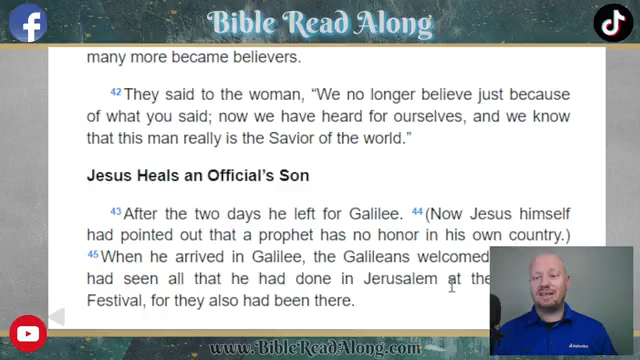 Bible Read Along
many more became believers.
42 They said to the woman, “We no longer believe just because
of what you said; now we have heard for ourselves, and we know
that this man really is the Savior of the world.”
Jesus Heals an Official’s Son
43 After the two days he left for Galilee. 44 (Now Jesus himself
had pointed out that a prophet has no honor in his own country.)
45 When he arrived in Galilee, the Galileans welcomed
had seen all that he had done in Jerusalem at the
Festival, for they also had been there.
www.BibleReadAlong.com